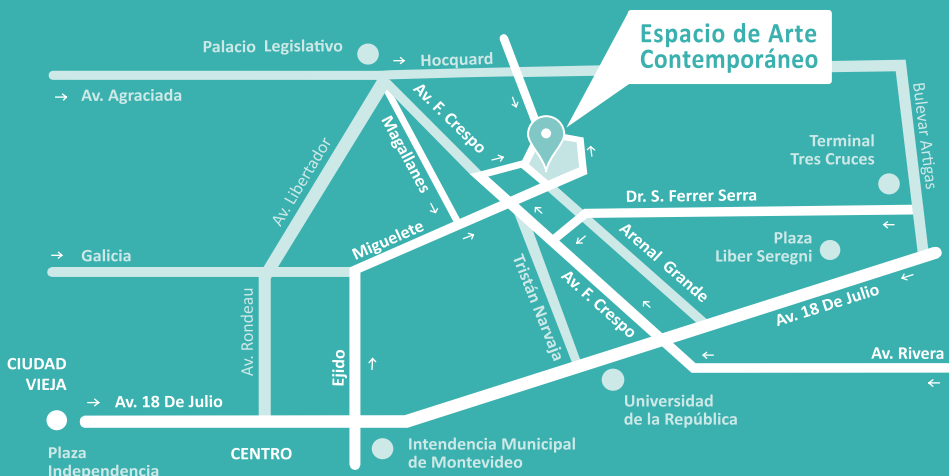 Espacio de Arte
Contemporáneo
Palacio Legislativo
Hocquard
Av. Agraciada
Av. F. Crespo
Magallanes
Bulevar Artigas
Terminal
Tres Cruces
Av. Libertador
Dr. S. Ferrer Serra
Miguelete
Galicia
Arenal Grande
Plaza
Liber Seregni
Tristán Narvaja
Av. F. Crespo
Av. 18 De Julio
Av. Rondeau
Ejido
Av. Rivera
CIUDAD
VIEJA
Av. 18 De Julio
Universidad
de la República
Plaza
Independencia
CENTRO
Intendencia Municipal
de Montevideo